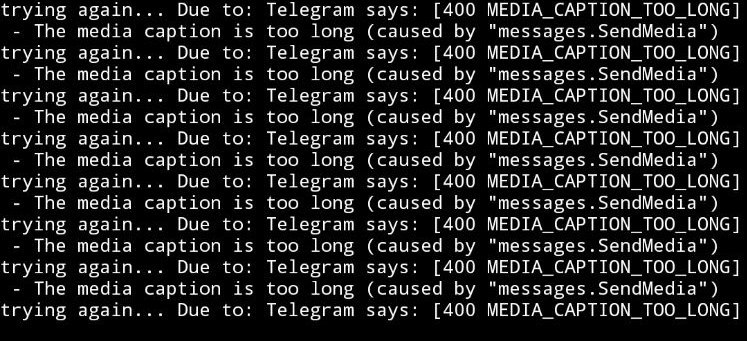 trying again... Due to: Telegram says: [400 MEDIA_CAPTION_TOO_LONG]
- The media caption is too long (caused by "messages.SendMedia")
trying again... Due to: Telegram says: [400 MEDIA_CAPTION_TOO_LONG]
- The media caption is too long (caused by "messages.SendMedia")
trying again... Due to: Telegram says: [400 MEDIA_CAPTION_TOO_LONG]
- The media caption is too long (caused by "messages.SendMedia")
trying again... Due to: Telegram says: [400 MEDIA_CAPTION_TOO_LONG]
- The media caption is too long (caused by "messages.SendMedia")
trying again... Due to: Telegram says: [400 MEDIA_CAPTION_TOO_LONG]
- The media caption is too long (caused by "messages.SendMedia")
trying again... Due to: Telegram says: [400 MEDIA_CAPTION_TOO_LONG]
- The media caption is too long (caused by "messages.SendMedia")
trying again... Due to: Telegram says: [400 MEDIA_CAPTION_TOO_LONG]
- The media caption is too long (caused by "messages.SendMedia")
trying again... Due to: Telegram says: [400 MEDIA_CAPTION_TOO_LONG]